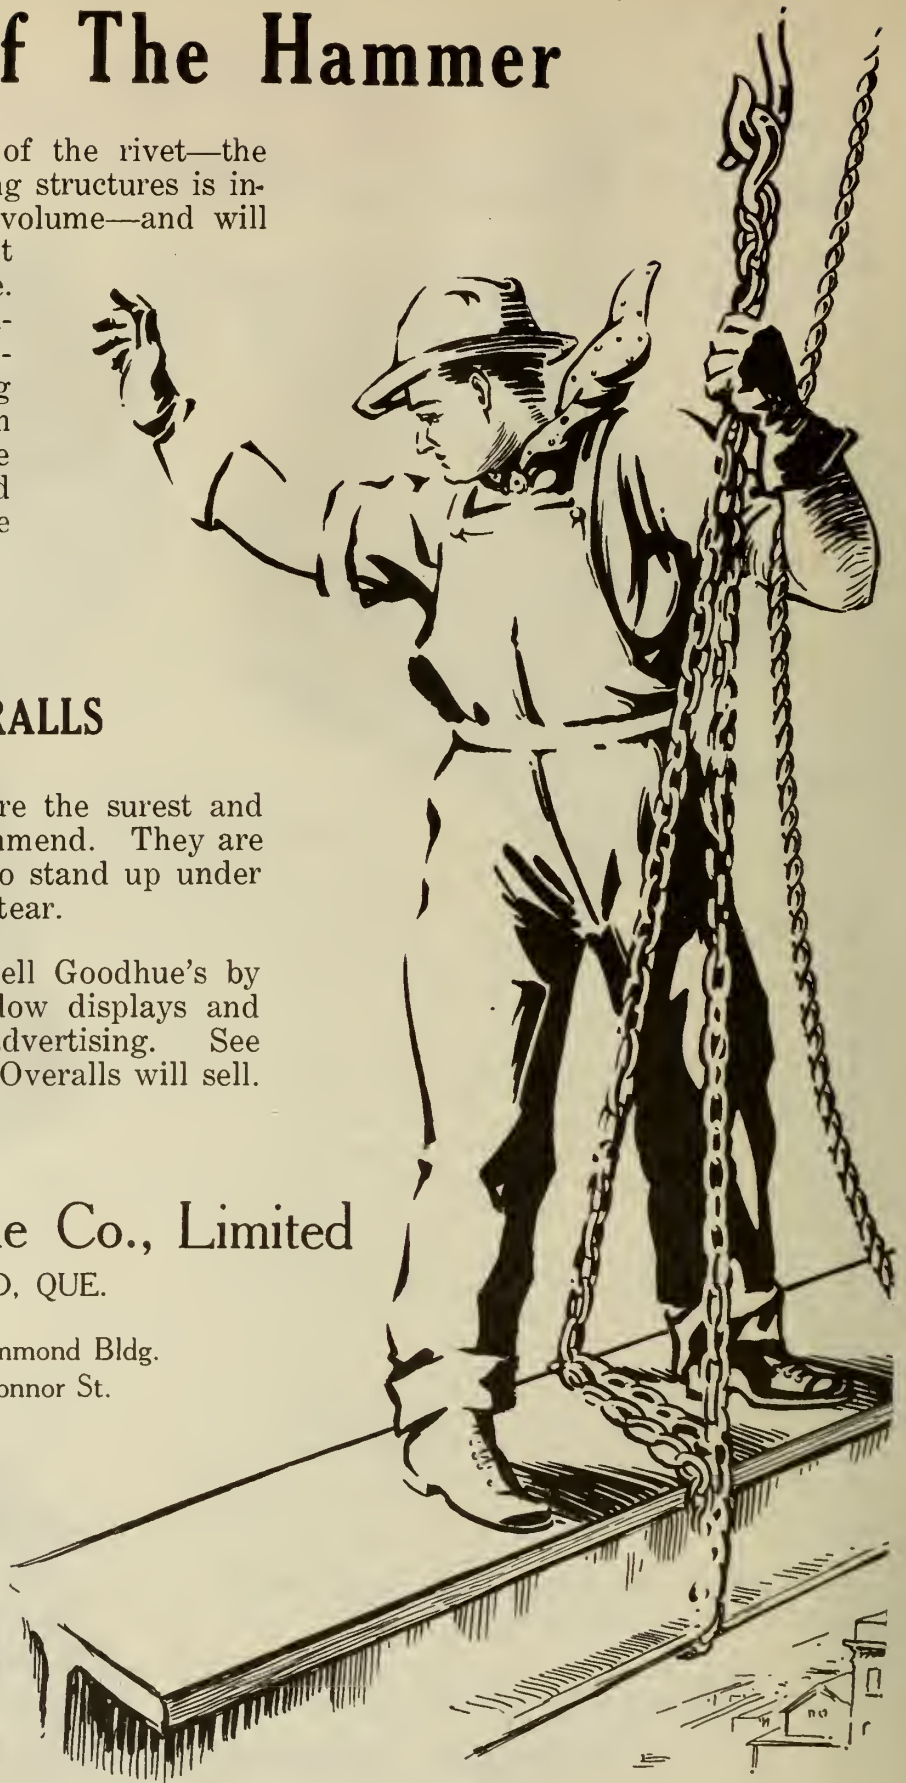 f The Hammer
of the rivet—the
g structures is in-
volume—and will
t
e.
-
-
g
n
e
d
e
RALLS
re the surest and
mmend. They are
o stand up under
tear.
ell Goodhue's by
low displays and
dvertising. See
Overalls will sell.
e Co., Limited
D, QUE.
mmond Bldg.
onnor St.